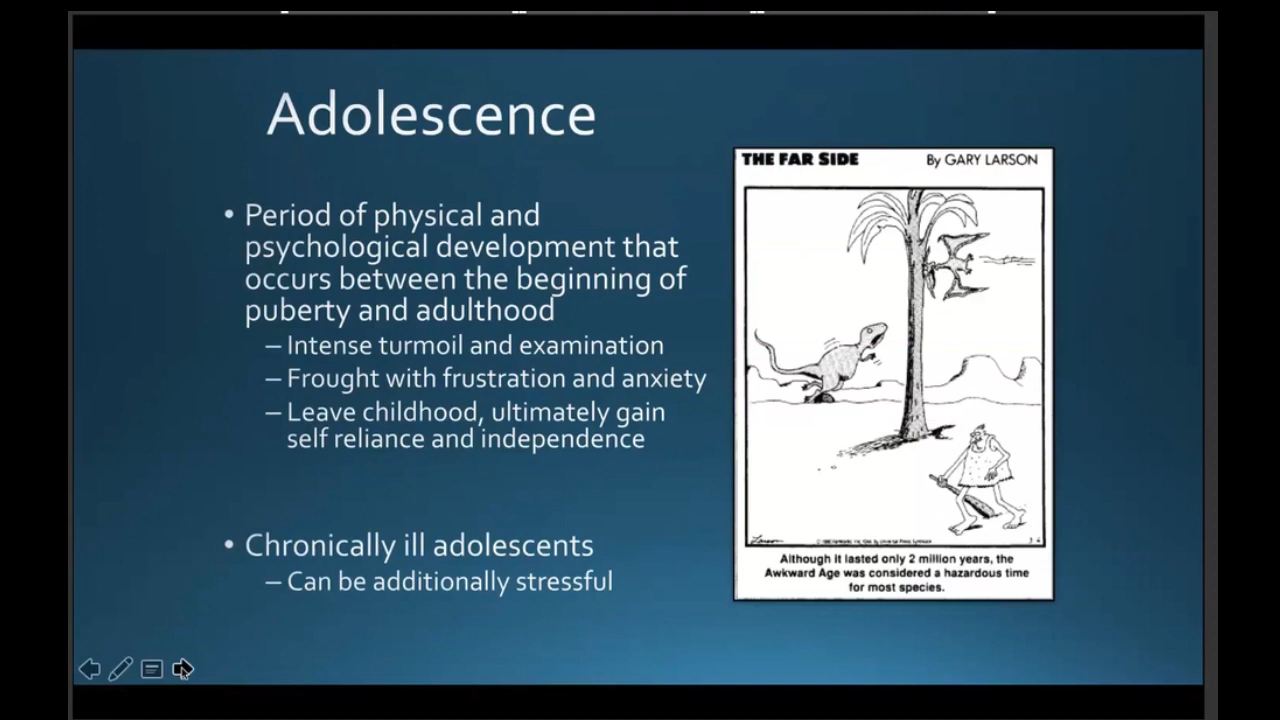 Adolescence
• Period of physical and
psychological development that
occurs between the beginning of
puberty and adulthood
– Intense turmoil and examination
– Frought with frustration and anxiety
– Leave childhood, ultimately gain
self reliance and independence
• Chronically ill adolescents
– Can be additionally stressful
THE FAR SIDE By GARY LARSON
Larson
3-6
Although it lasted only 2 million years, the
Awkward Age was considered a hazardous time
for most species.